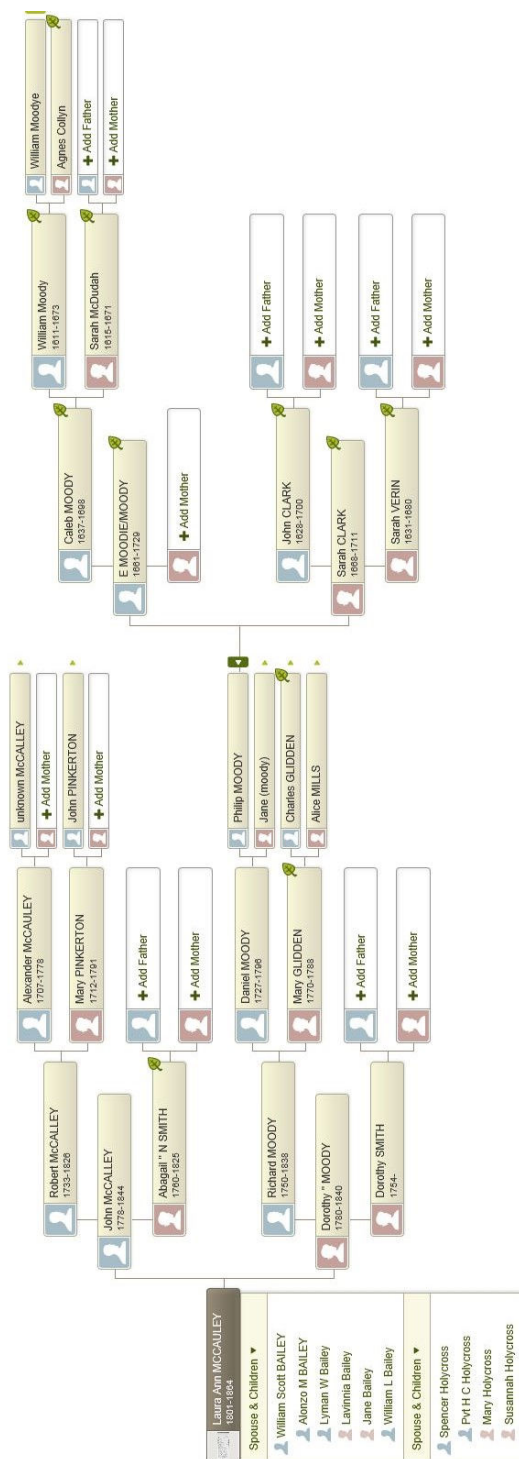 Laura Ann MCCAULEY
1801-1864
Spouse & Children ▼
William Scott BAILEY
Alonzo M BAILEY
Lyman W Bailey
Lavinnia Bailey
Jane Bailey
William L Bailey
Spouse & Children ▼
Spencer Holycross
Pvt H C Holycross
Mary Holycross
Susannah Holycross
John McCALLEY
1778-1844
Robert McCALLEY
1733-1826
Abagail " N SMITH
1760-1825
Dorothy " MOODY
1780-1840
Richard MOODY
1750-1838
Dorothy SMITH
1754-
Alexander McCAULEY
1707-1778
Mary PINKERTON
1712-1791
+ Add Father
+ Add Mother
Daniel MOODY
1727-1796
Mary GLIDDEN
1770-1788
+ Add Father
+ Add Mother
unknown McCALLEY
+ Add Mother
John PINKERTON
+ Add Mother
Philip MOODY
Jane (moody)
Charles GLIDDEN
Alice MILLS
E MOODIE/MOODY
1661-1729
Caleb MOODY
1637-1698
+ Add Mother
Sarah CLARK
1668-1711
John CLARK
1628-1700
Sarah VERIN
1631-1680
William Moody
1611-1673
Sarah McDudah
1615-1671
+ Add Father
+ Add Mother
+ Add Father
+ Add Mother
William Moodye
Agnes Collyn
+ Add Father
+ Add Mother